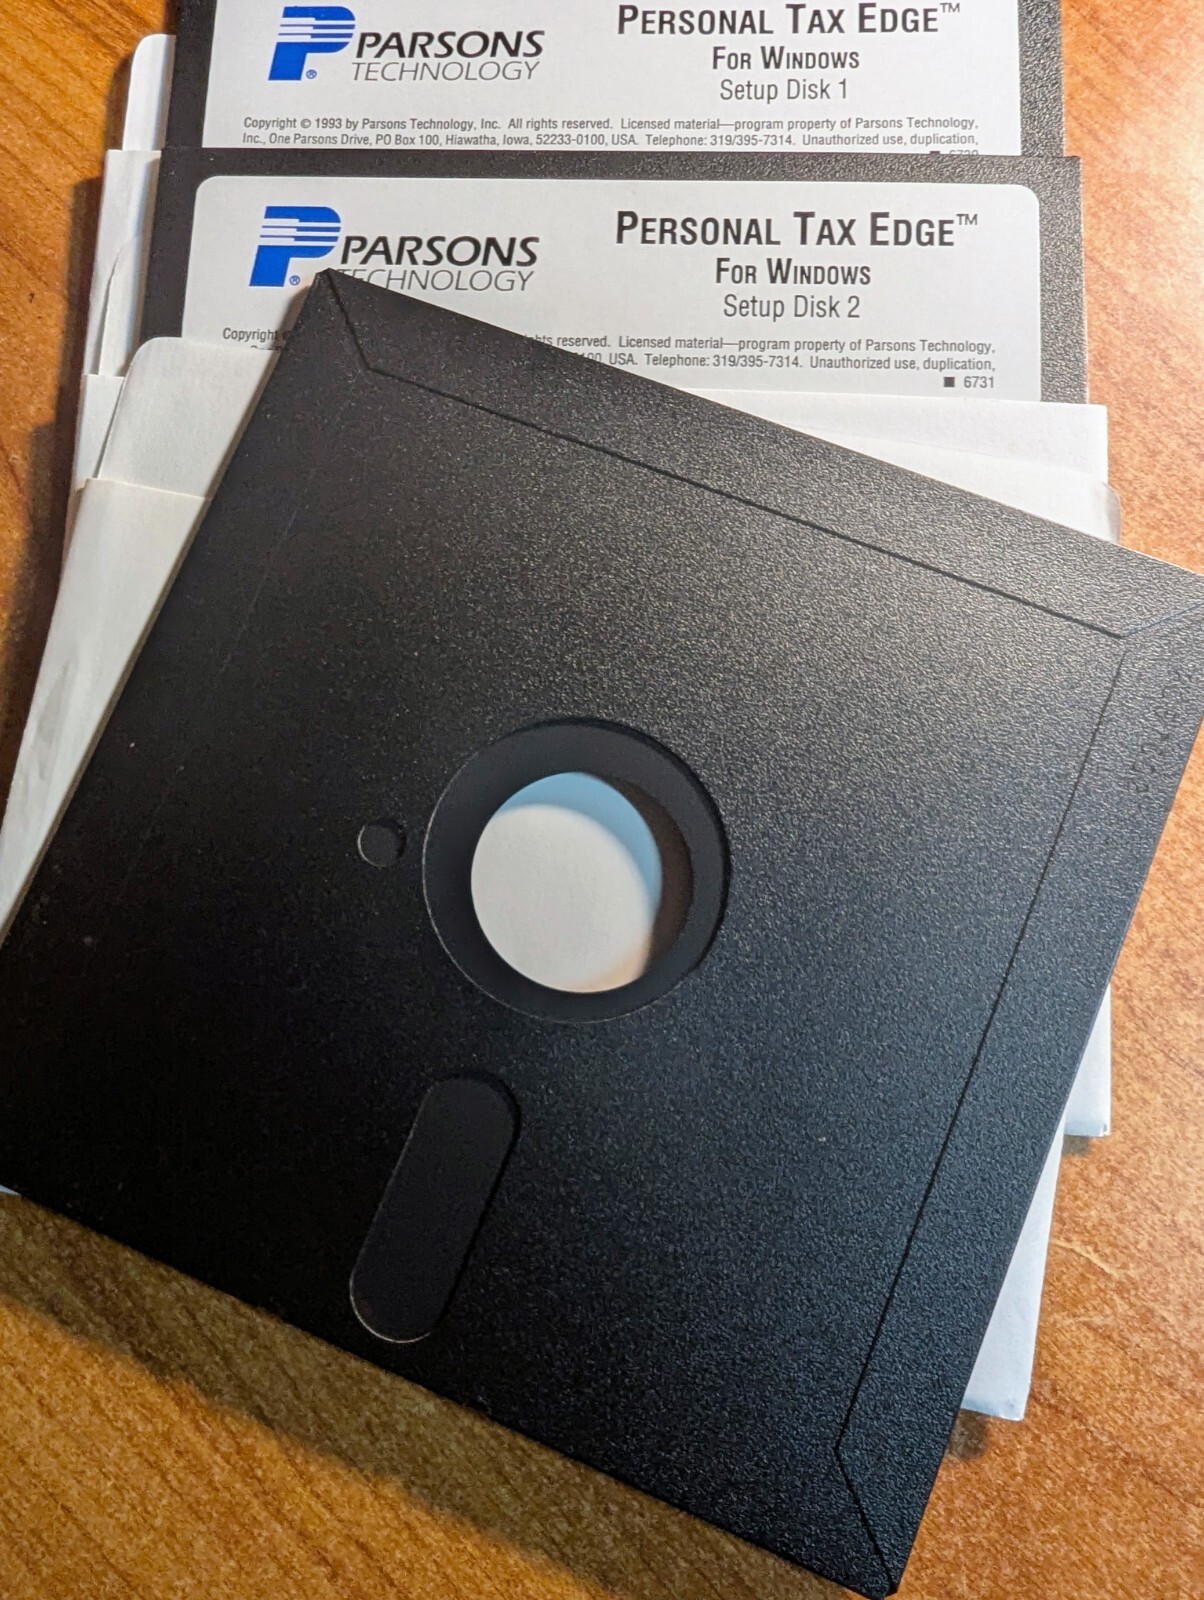 PARSONS
TECHNOLOGY
®
PERSONAL TAX EDGE™
FOR WINDOWS
Setup Disk 1
Copyright © 1993 by Parsons Technology, Inc. All rights reserved. Licensed material—program property of Parsons Technology,
Inc., One Parsons Drive, PO Box 100, Hiawatha, Iowa, 52233-0100, USA. Telephone: 319/395-7314. Unauthorized use, duplication,
PARSONS
TECHNOLOGY
®
PERSONAL TAX EDGE™
FOR WINDOWS
Setup Disk 2
Copyright reserved. Licensed material—program property of Parsons Technology,
USA. Telephone: 319/395-7314. Unauthorized use, duplication,
6731